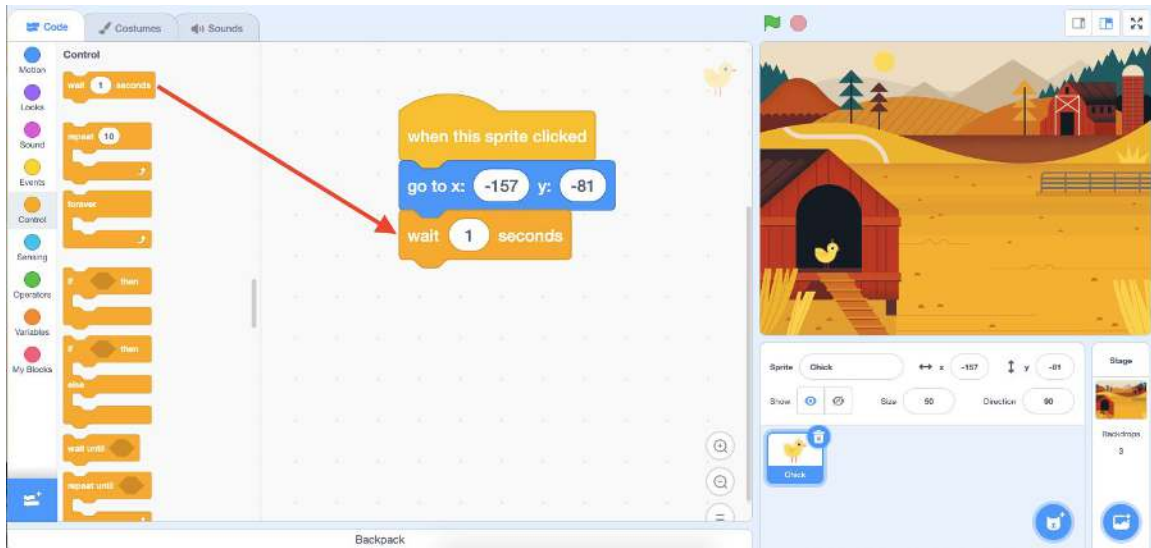 Code
Costumes
Sounds
Motion
Looks
Sound
Events
Control
Sensing
Operators
Variables
My Blocks
Control
wait 1 seconds
repeat 10
forever
if then
if then
else
wait until
repeat until
when this sprite clicked
go to x: -157 y: -81
wait 1 seconds
Backpack
Sprite Chick x -157 y -81
Show Size 50 Direction 90
Chick
Stage
Backdrops
3